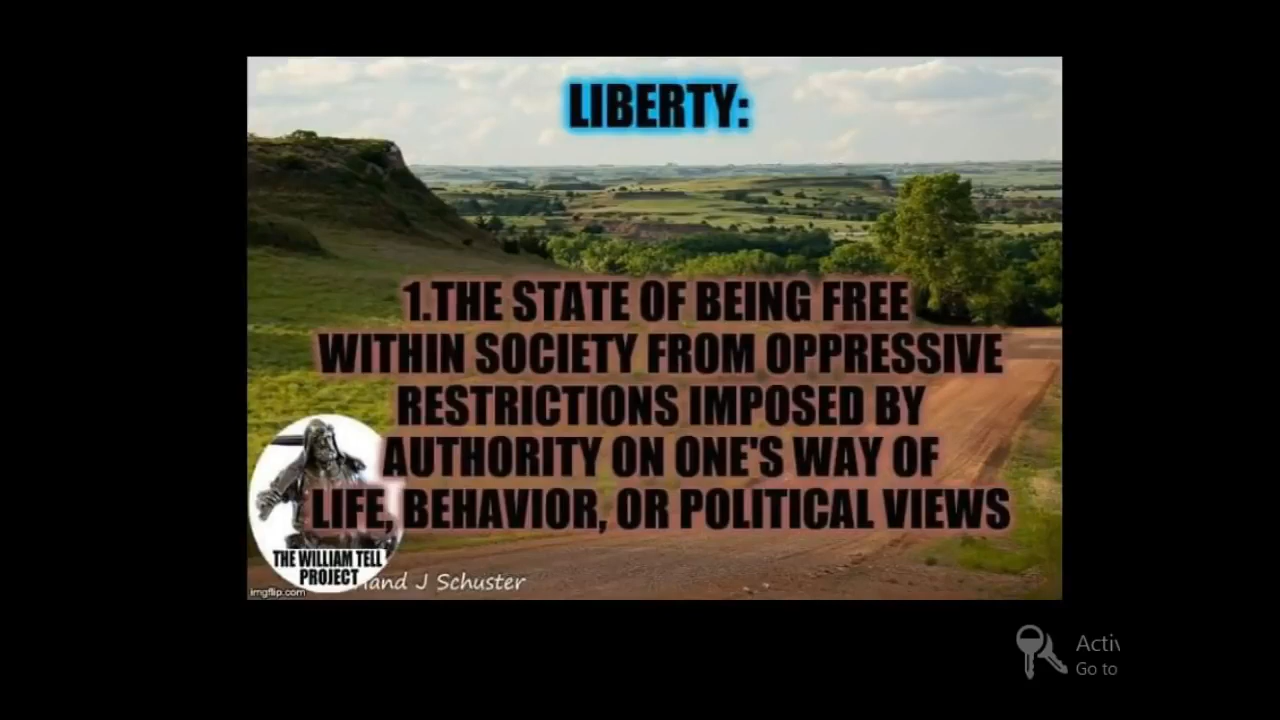 LIBERTY:
1.THE STATE OF BEING FREE
WITHIN SOCIETY FROM OPPRESSIVE
RESTRICTIONS IMPOSED BY
AUTHORITY ON ONE'S WAY OF
LIFE, BEHAVIOR, OR POLITICAL VIEWS
THE WILLIAM TELL
PROJECT
J Schuster
imgflip.com
Go to